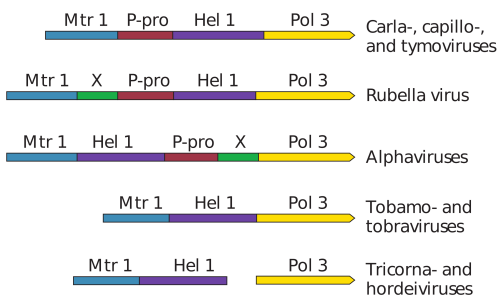 Mtr 1 P-pro Hel 1 Pol 3
Carla-, capillo-,
and tymoviruses
Mtr 1 X P-pro Hel 1 Pol 3
Rubella virus
Mtr 1 Hel 1 P-pro X Pol 3
Alphaviruses
Mtr 1 Hel 1 Pol 3
Tobamo- and
tobraviruses
Mtr 1 Hel 1 Pol 3
Tricorna- and
hordeiviruses